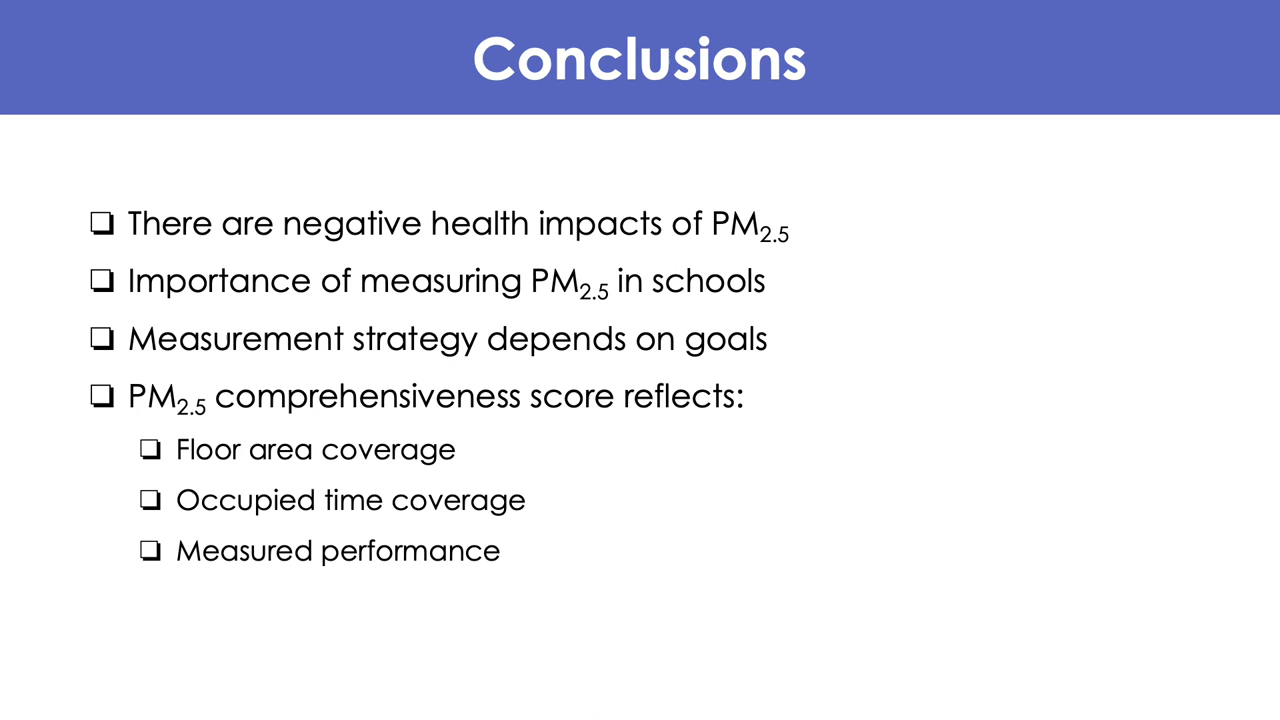 Conclusions
❏ There are negative health impacts of PM₂.₅
❏ Importance of measuring PM₂.₅ in schools
❏ Measurement strategy depends on goals
❏ PM₂.₅ comprehensiveness score reflects:
❏ Floor area coverage
❏ Occupied time coverage
❏ Measured performance